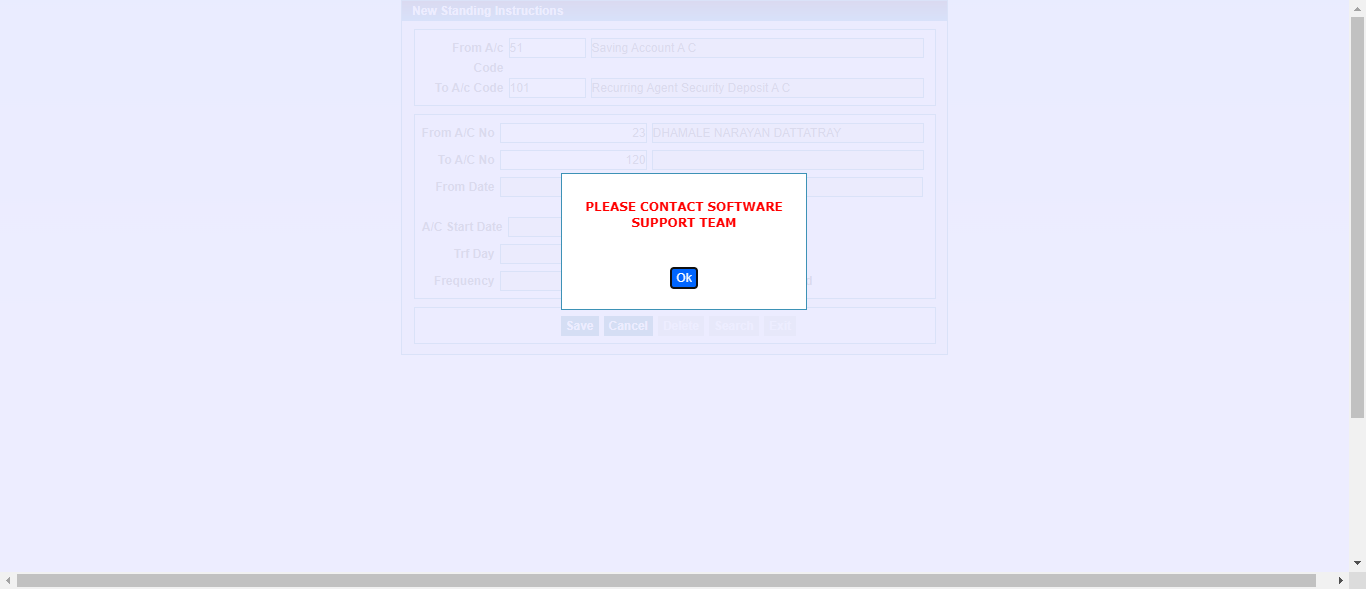 New Standing Instructions
From A/c Code 51 Saving Account A C
To A/c Code 101 Recurring Agent Security Deposit A C
From A/C No 23 DHAMALE NARAYAN DATTATRAY
To A/C No 120
From Date
A/C Start Date
Trf Day
Frequency
PLEASE CONTACT SOFTWARE
SUPPORT TEAM
Ok
Save Cancel Delete Search Exit